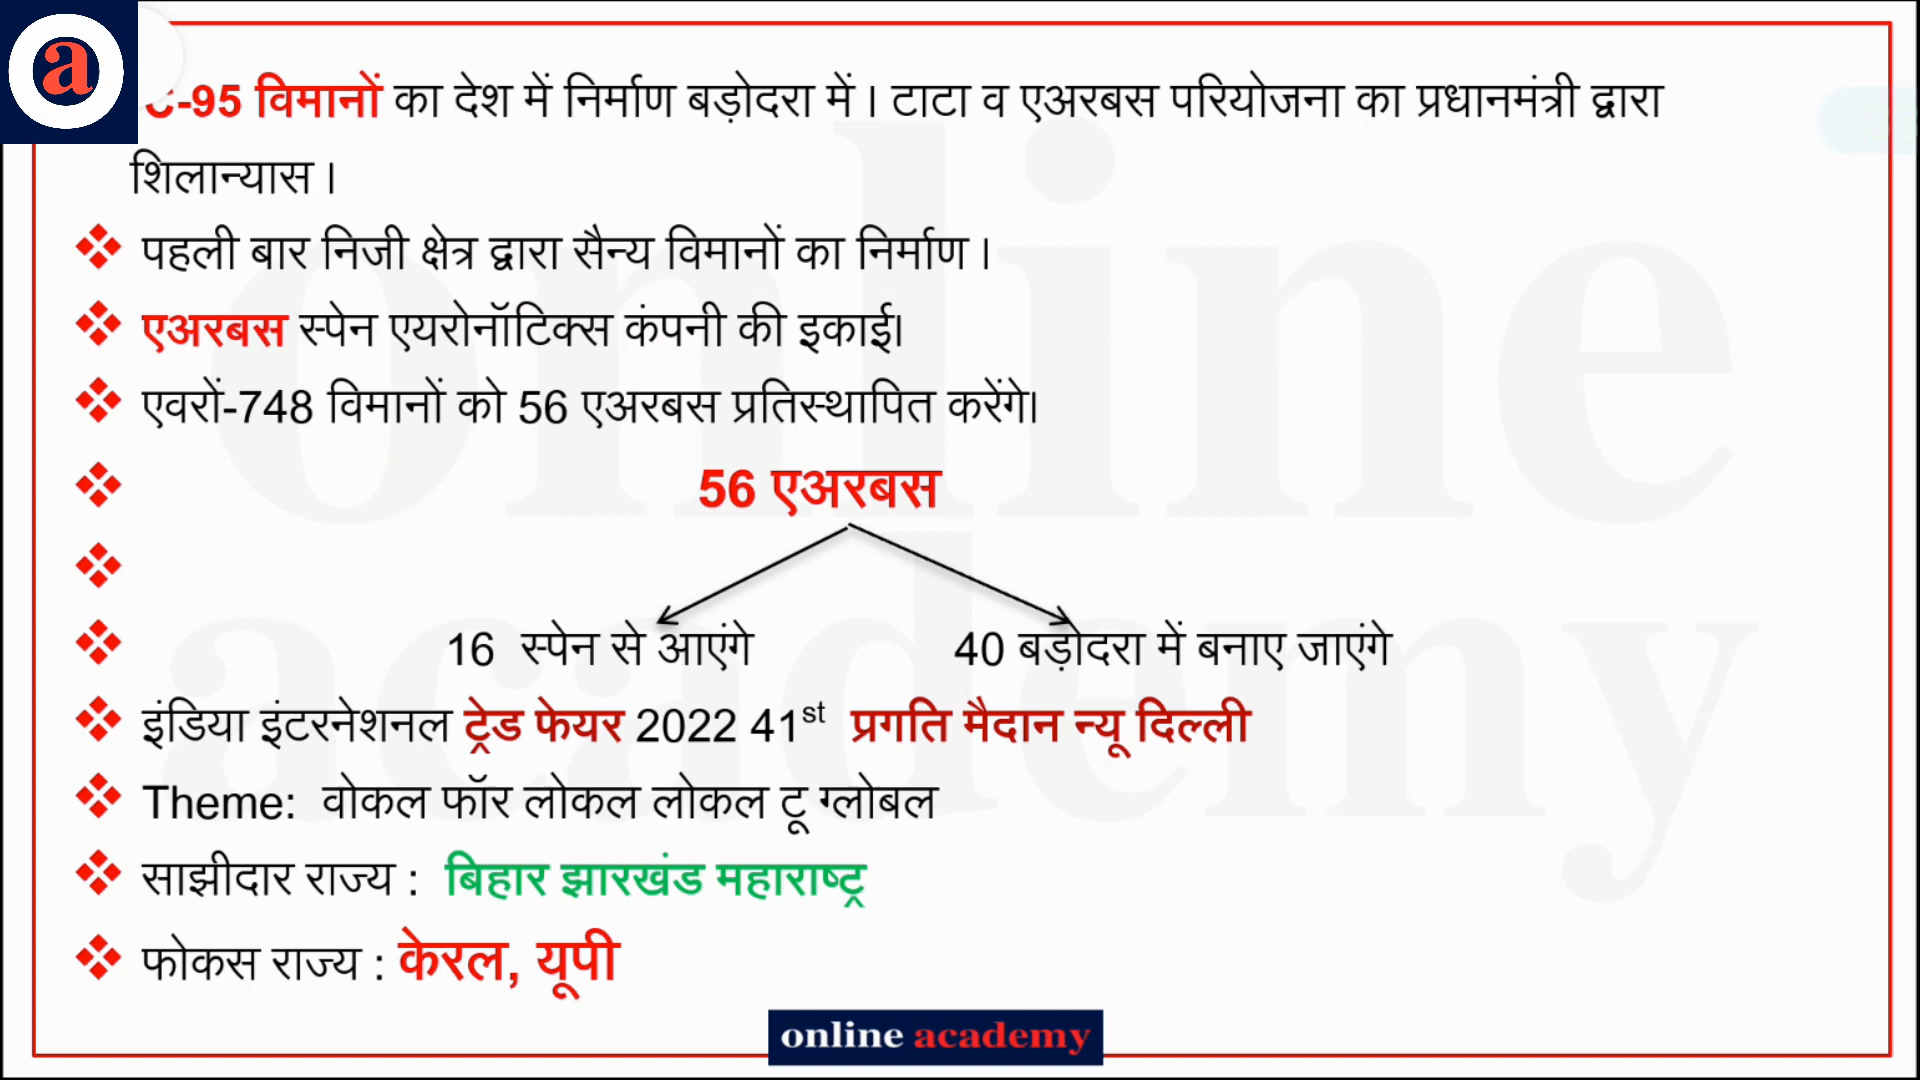 a
C-95 विमानों का देश में निर्माण बड़ोदरा में । टाटा व एअरबस परियोजना का प्रधानमंत्री द्वारा
शिलान्यास ।
पहली बार निजी क्षेत्र द्वारा सैन्य विमानों का निर्माण ।
एअरबस स्पेन एयरोनॉटिक्स कंपनी की इकाई।
एवरों-748 विमानों को 56 एअरबस प्रतिस्थापित करेंगे।
56 एअरबस
16 स्पेन से आएंगे 40 बड़ोदरा में बनाए जाएंगे
इंडिया इंटरनेशनल ट्रेड फेयर 2022 41st प्रगति मैदान न्यू दिल्ली
Theme: वोकल फॉर लोकल लोकल टू ग्लोबल
साझीदार राज्य : बिहार झारखंड महाराष्ट्र
फोकस राज्य : केरल, यूपी
online academy
online
academy